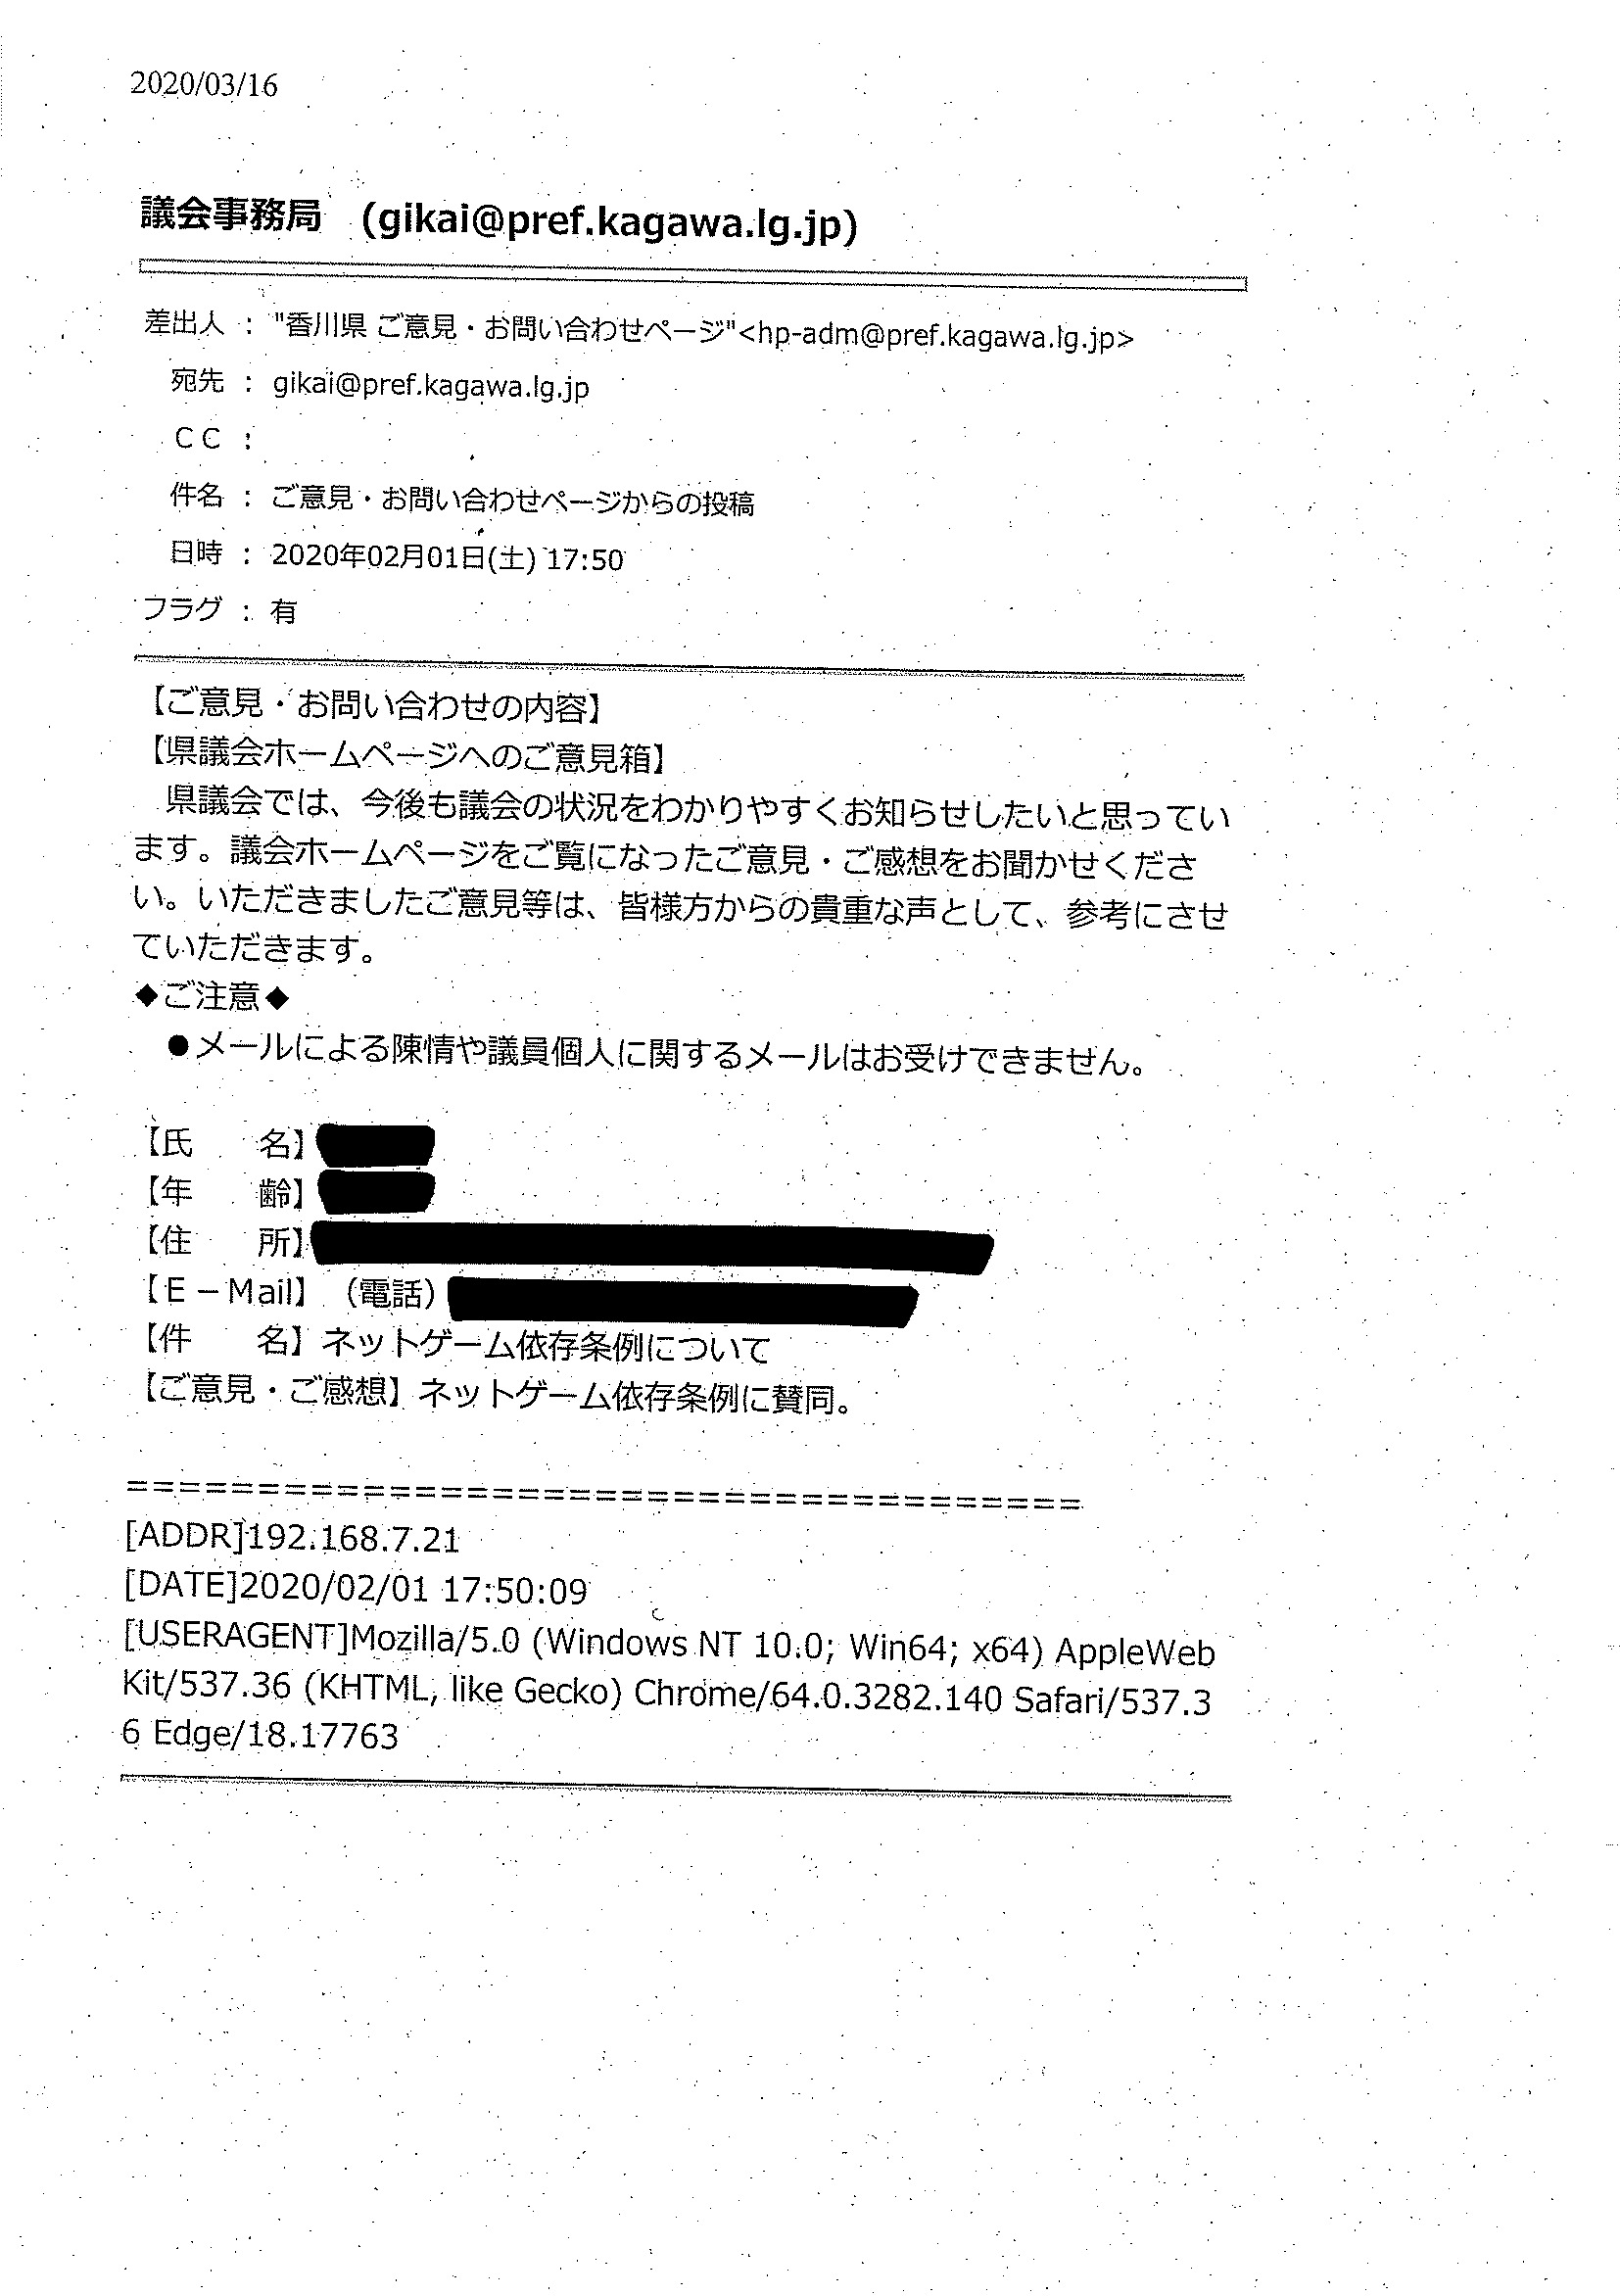 2020/03/16
議会事務局 (gikai@pref.kagawa.lg.jp)
差出人 : "香川県 ご意見・お問い合わせページ"<hp-adm@pref.kagawa.lg.jp>
宛先 : gikai@pref.kagawa.lg.jp
ＣＣ :
件名 : ご意見・お問い合わせページからの投稿
日時 : 2020年02月01日(土) 17:50
フラグ : 有
【ご意見・お問い合わせの内容】
【県議会ホームページへのご意見箱】
　県議会では、今後も議会の状況をわかりやすくお知らせしたいと思ってい
ます。議会ホームページをご覧になったご意見・ご感想をお聞かせくださ
い。いただきましたご意見等は、皆様方からの貴重な声として、参考にさせ
ていただきます。
◆ご注意◆
　●メールによる陳情や議員個人に関するメールはお受けできません。
【氏　　名】
【年　　齢】
【住　　所】
【Ｅ－Mail】（電話）
【件　　名】ネットゲーム依存条例について
【ご意見・ご感想】ネットゲーム依存条例に賛同。
=====================================
[ADDR]192.168.7.21
[DATE]2020/02/01 17:50:09
[USERAGENT]Mozilla/5.0 (Windows NT 10.0; Win64; x64) AppleWeb
Kit/537.36 (KHTML, like Gecko) Chrome/64.0.3282.140 Safari/537.3
6 Edge/18.17763